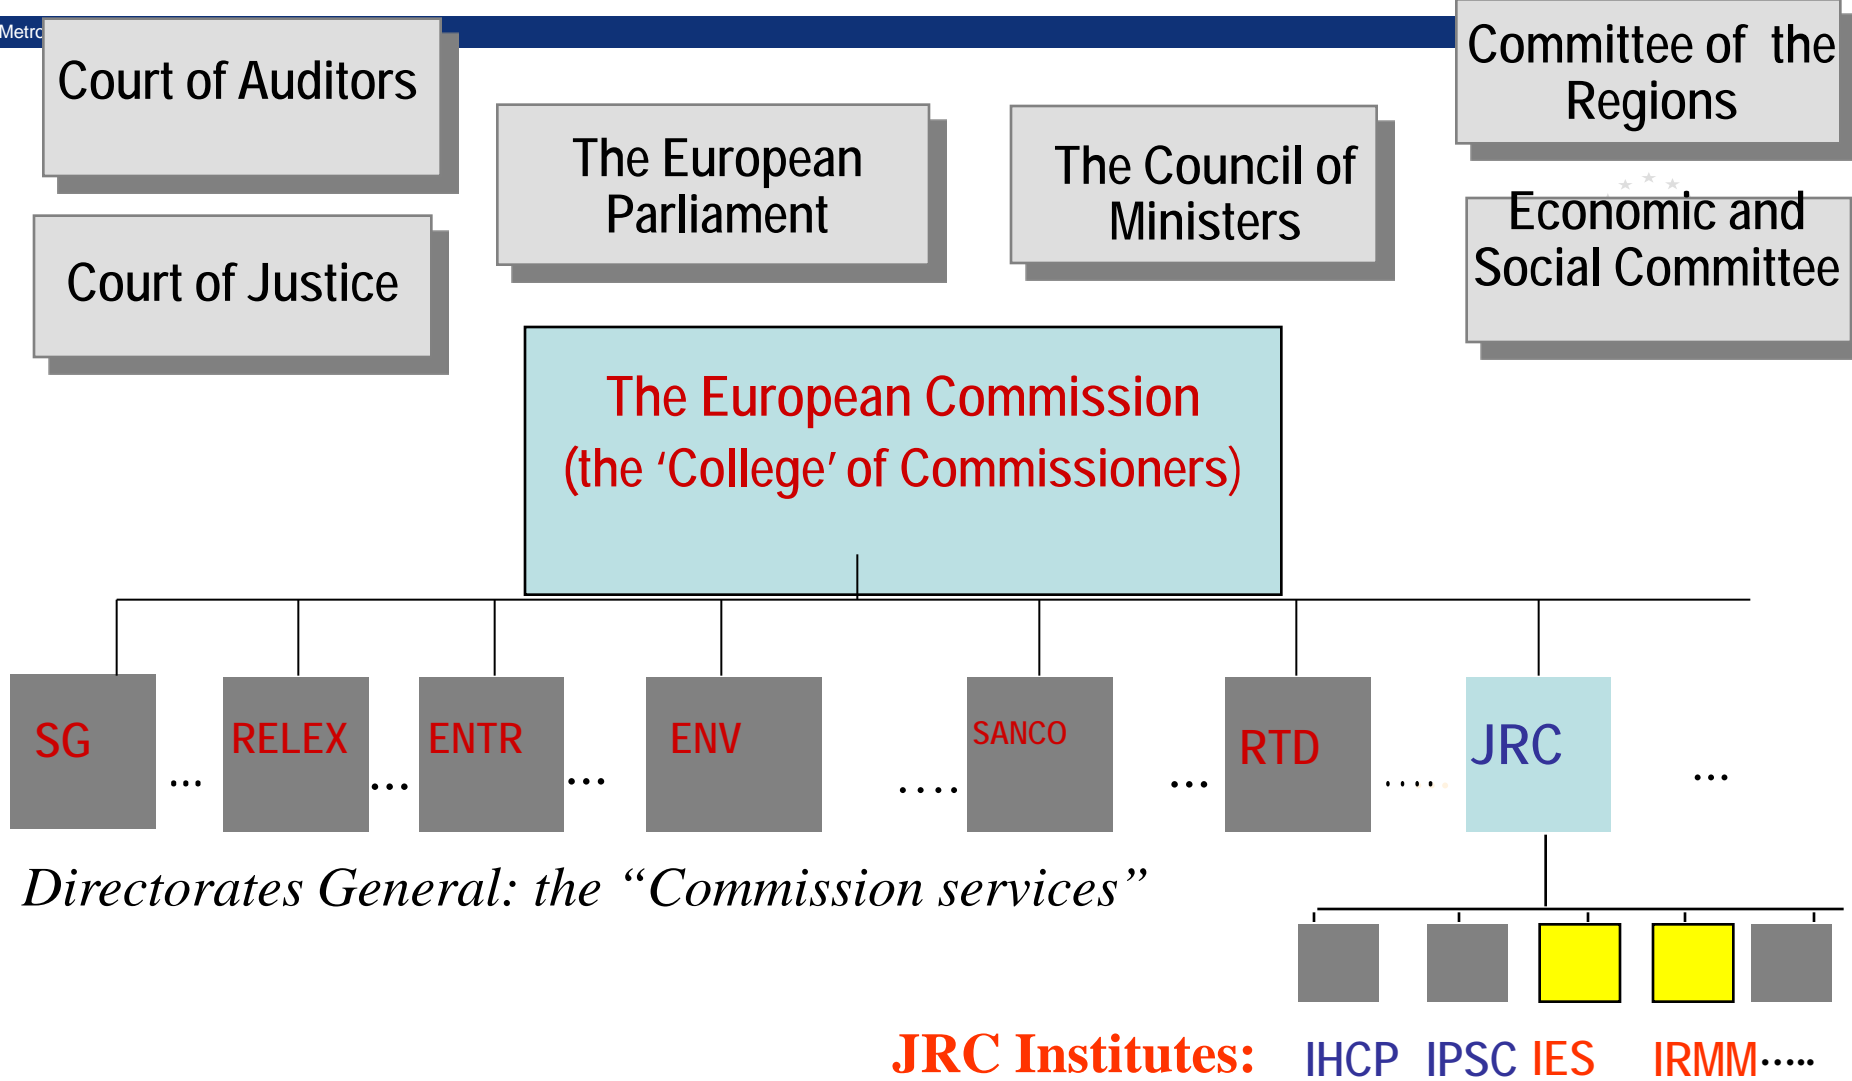 Metro
Court of Auditors
Committee of the
Regions
The European
Parliament
The Council of
Ministers
Economic and
Social Committee
Court of Justice
The European Commission
(the ‘College’ of Commissioners)
SG ... RELEX ... ENTR ... ENV .... SANCO ... RTD ..... JRC ...
Directorates General: the “Commission services”
JRC Institutes: IHCP IPSC IES IRMM.....